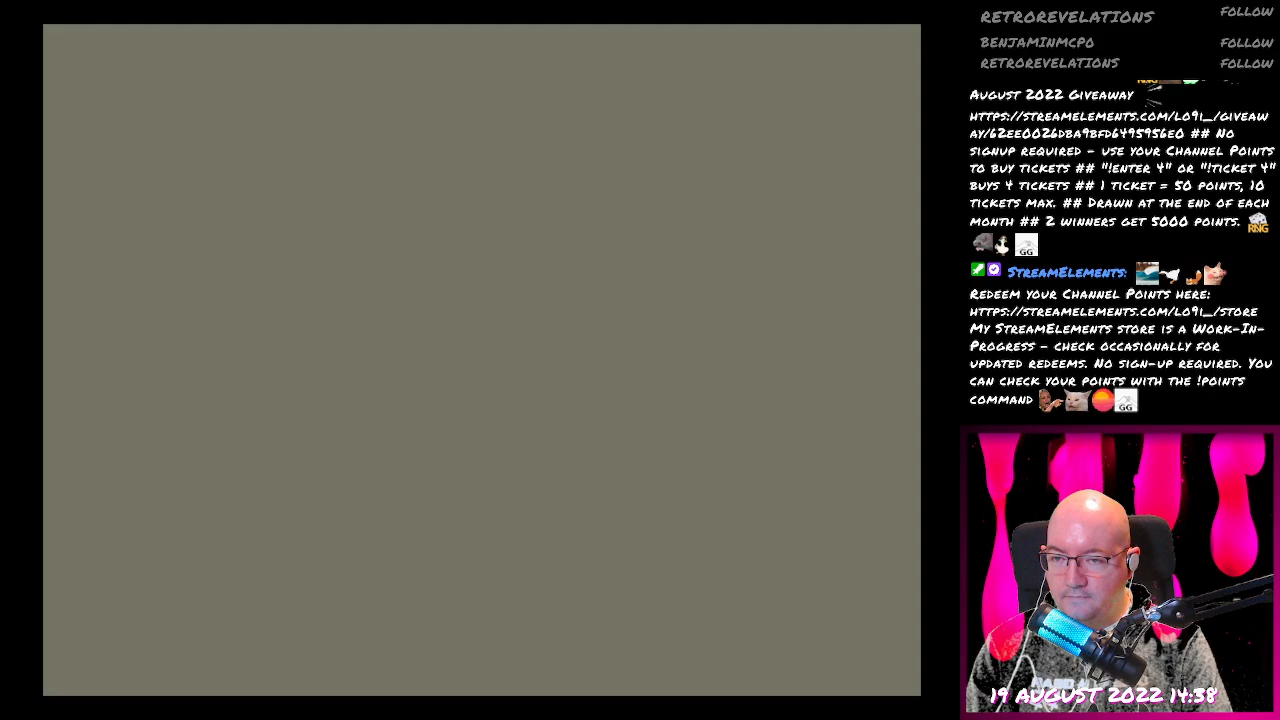 RETROREVELATIONS FOLLOW
BENJAMINMCPO FOLLOW
RETROREVELATIONS FOLLOW
AUGUST 2022 GIVEAWAY
HTTPS://STREAMELEMENTS.COM/LO9I_/GIVEAW
AY/62EE0026DBA9BFD6495956E0 ## NO
SIGNUP REQUIRED - USE YOUR CHANNEL POINTS
TO BUY TICKETS ## "!ENTER 4" OR "!TICKET 4"
BUYS 4 TICKETS ## 1 TICKET = 50 POINTS, 10
TICKETS MAX. ## DRAWN AT THE END OF EACH
MONTH ## 2 WINNERS GET 5000 POINTS. RNG
GG
STREAMELEMENTS:
REDEEM YOUR CHANNEL POINTS HERE:
HTTPS://STREAMELEMENTS.COM/LO9I_/STORE
MY STREAMELEMENTS STORE IS A WORK-IN-
PROGRESS - CHECK OCCASIONALLY FOR
UPDATED REDEEMS. NO SIGN-UP REQUIRED. YOU
CAN CHECK YOUR POINTS WITH THE !POINTS
COMMAND GG
19 AUGUST 2022 14:38